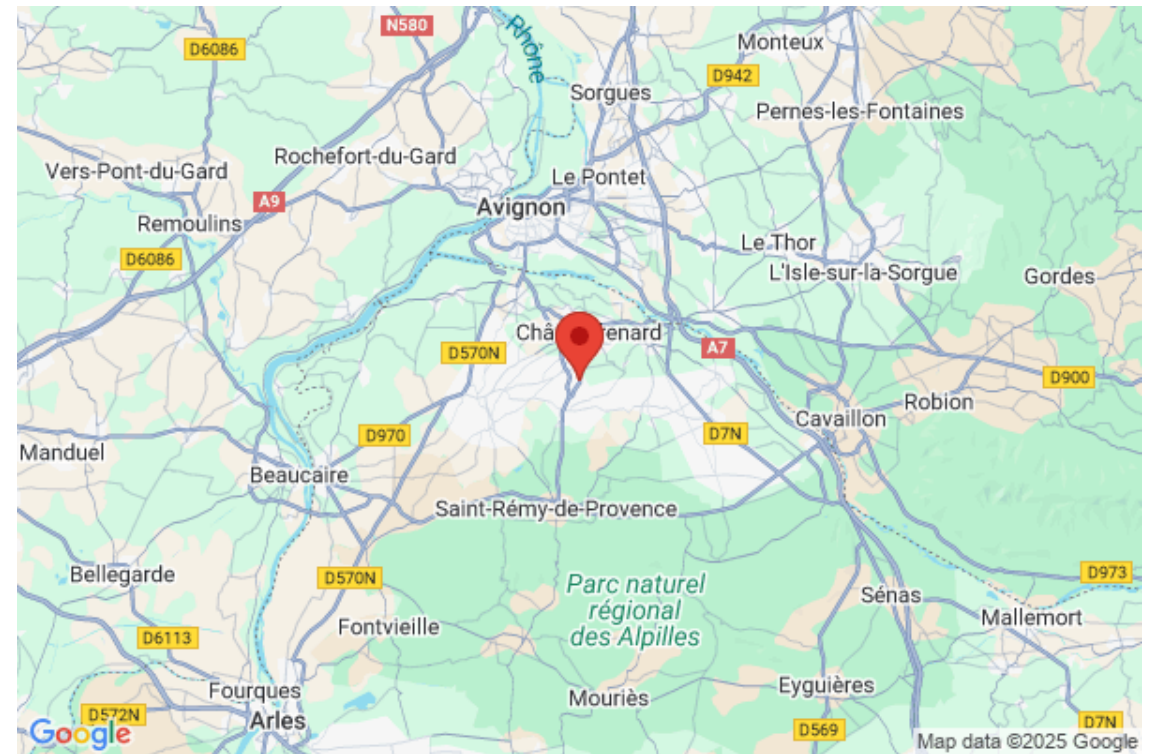 N580
D6086
Rhône
Monteux
D942
Sorgues
Pernes-les-Fontaines
Rochefort-du-Gard
Vers-Pont-du-Gard
Le Pontet
A9
Avignon
Remoulins
Le Thor
D6086
L'Isle-sur-la-Sorgue
Gordes
Châ
renard
D570N
A7
D900
Robion
Cavaillon
D970
D7N
Manduel
Beaucaire
Saint-Rémy-de-Provence
Bellegarde
D570N
Parc naturel
régional
des Alpilles
D973
Sénas
Mallemort
D6113
Fontvieille
Fourques
Mouriès
Eyguières
D572N
Arles
D569
D7N
Google
Map data ©2025 Google